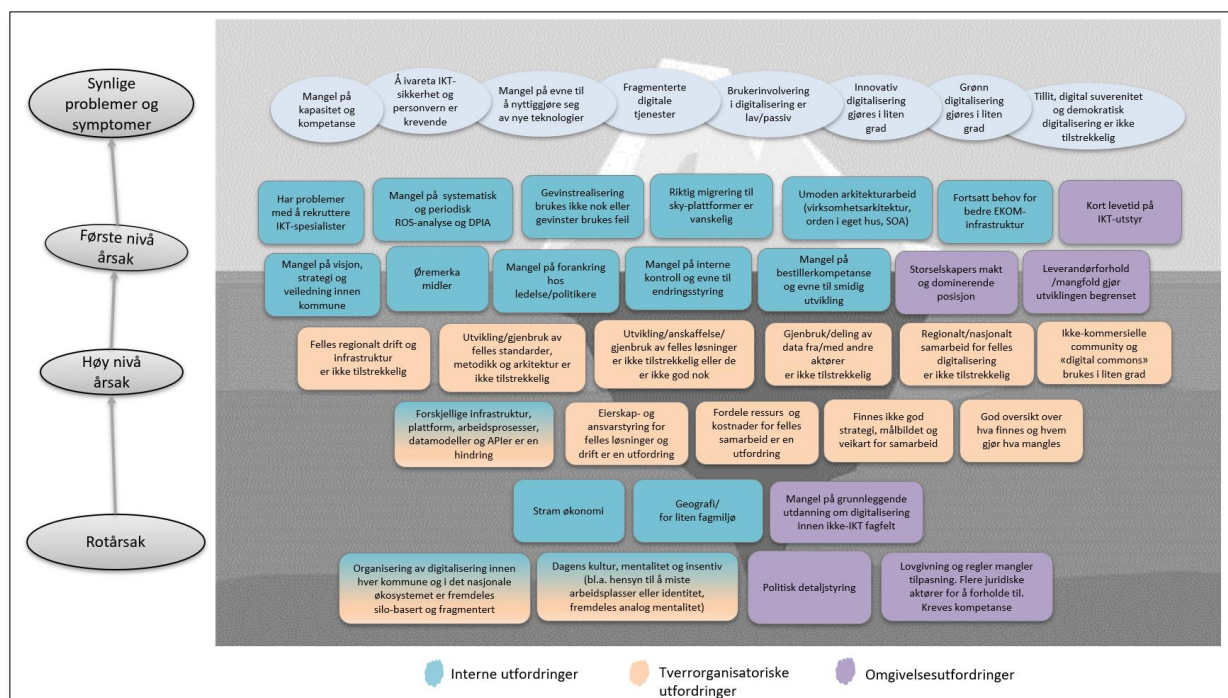 Synlige
problemer og
symptomer
Første nivå
årsak
Høy nivå
årsak
Rotårsak
Mangel på
kapasitet og
kompetanse
Å ivareta IKT-
sikkerhet og
personvern er
krevende
Mangel på evne til
å nyttiggjøre seg
av nye teknologier
Fragmenterte
digitale
tjenester
Brukerinvolvering
i digitalisering er
lav/passiv
Innovativ
digitalisering
gjøres i liten
grad
Grønn
digitalisering
gjøres i liten
grad
Tillit, digital suverenitet
og demokratisk
digitalisering er ikke
tilstrekkelig
Har problemer
med å rekruttere
IKT-spesialister
Mangel på systematisk
og periodisk
ROS-analyse og DPIA
Gevinstrealisering
brukes ikke nok eller
gevinster brukes feil
Riktig migrering til
sky-plattformer er
vanskelig
Umoden arkitekturarbeid
(virksomhetsarkitektur,
orden i eget hus, SOA)
Fortsatt behov for
bedre EKOM-
infrastruktur
Kort levetid på
IKT-utstyr
Mangel på visjon,
strategi og
veiledning innen
kommune
Øremerka
midler
Mangel på forankring
hos
ledelse/politikere
Mangel på interne
kontroll og evne til
endringsstyring
Mangel på
bestillerkompetanse
og evne til smidig
utvikling
Storselskapers makt
og dominerende
posisjon
Leverandørforhold
/mangfold gjør
utviklingen begrenset
Felles regionalt drift og
infrastruktur
er ikke tilstrekkelig
Utvikling/gjenbruk av
felles standarder,
metodikk og arkitektur er
ikke tilstrekkelig
Utvikling/anskaffelse/
gjenbruk av felles løsninger
er ikke tilstrekkelig eller de
er ikke god nok
Gjenbruk/deling av
data fra/med andre
aktører
er ikke tilstrekkelig
Regionalt/nasjonalt
samarbeid for felles
digitalisering
er ikke tilstrekkelig
Ikke-kommersielle
community og
«digital commons»
brukes i liten grad
Forskjellige infrastruktur,
plattform, arbeidsprosesser,
datamodeller og APIer er en
hindring
Eierskap- og
ansvarstyring for
felles løsninger og
drift er en utfordring
Fordele ressurs og
kostnader for felles
samarbeid er en
utfordring
Finnes ikke god
strategi, målbildet og
veikart for samarbeid
God oversikt over
hva finnes og hvem
gjør hva mangles
Stram økonomi
Geografi/
for liten fagmiljø
Mangel på grunnleggende
utdanning om digitalisering
innen ikke-IKT fagfelt
Organisering av digitalisering innen
hver kommune og i det nasjonale
økosystemet er fremdeles
silo-basert og fragmentert
Dagens kultur, mentalitet og insentiv
(bl.a. hensyn til å miste
arbeidsplasser eller identitet,
fremdeles analog mentalitet)
Politisk detaljstyring
Lovgivning og regler mangler
tilpasning. Flere juridiske
aktører for å forholde til.
Kreves kompetanse
Interne utfordringer
Tverrorganisatoriske
utfordringer
Omgivelsesutfordringer